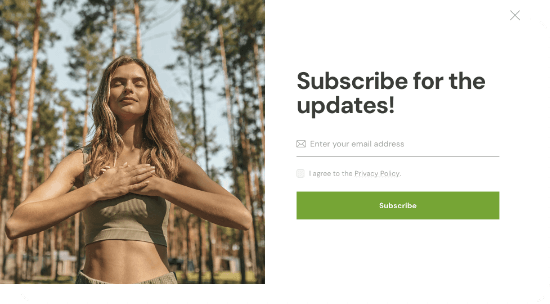 Subscribe for the
updates!
Enter your email address
I agree to the Privacy Policy.
Subscribe